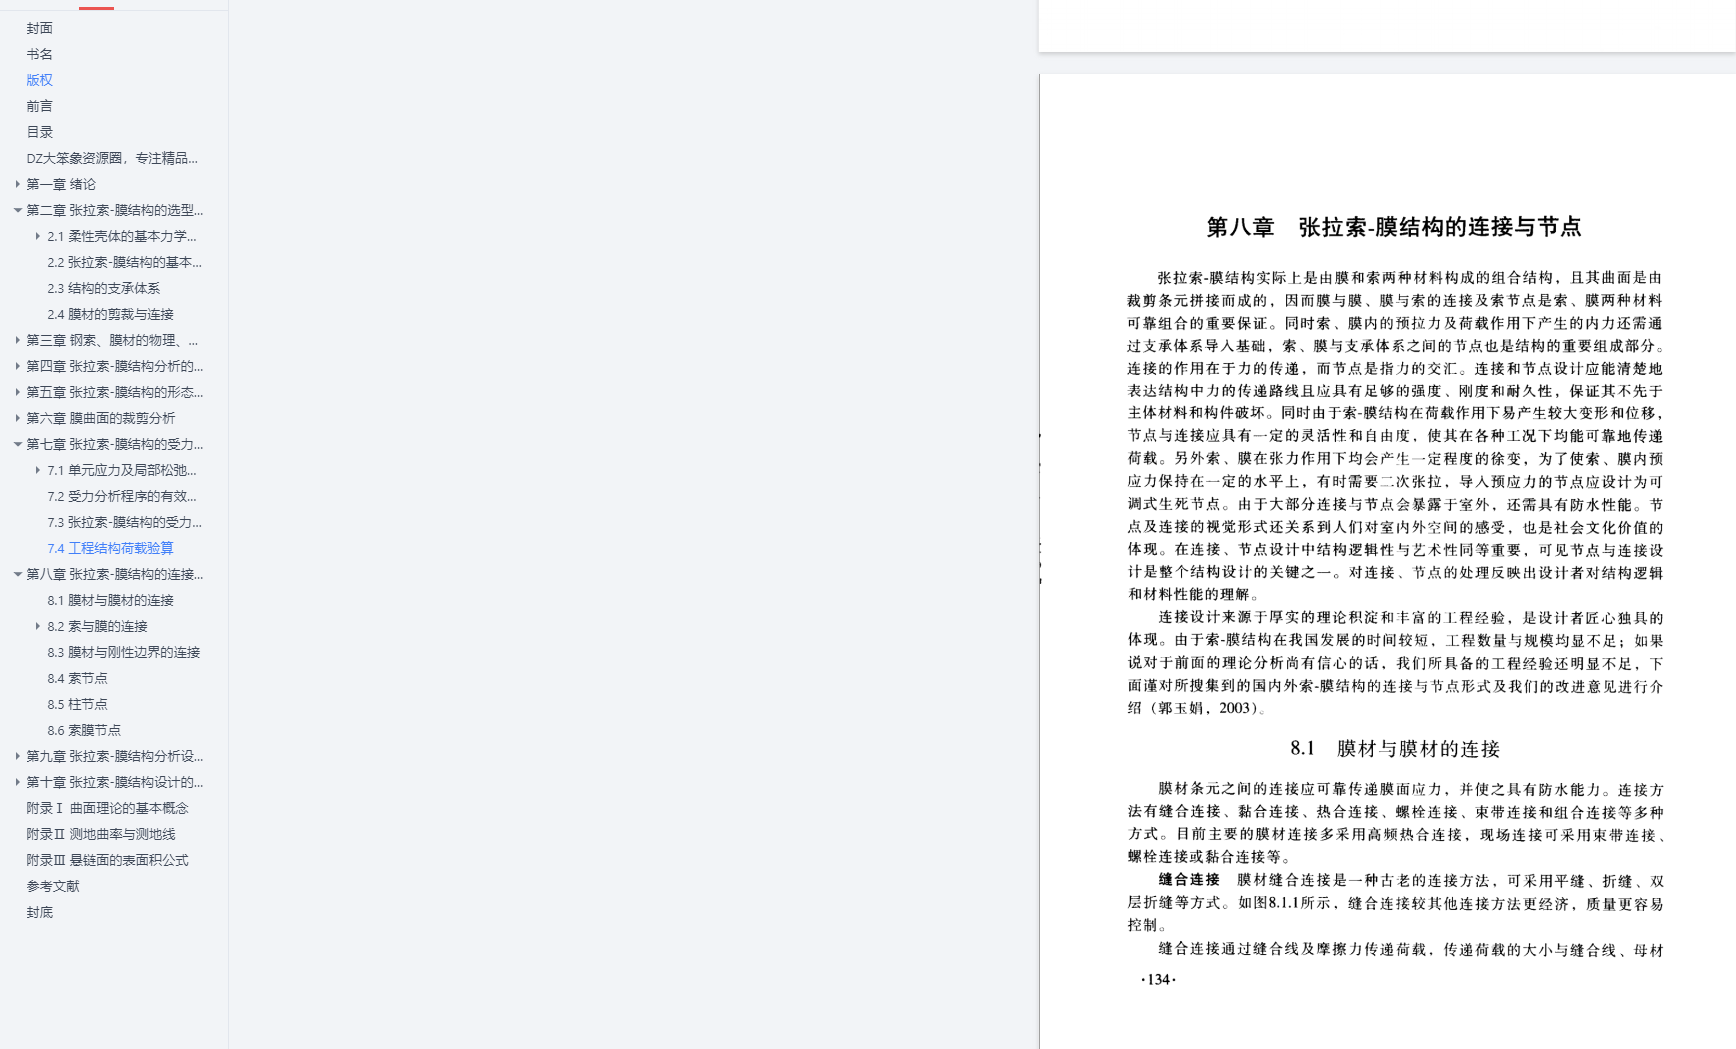 封面
书名
版权
前言
目录
DZ大笨象资源圈，专注精品...
第一章 绪论
第二章 张拉索-膜结构的选型...
2.1 柔性壳体的基本力学...
2.2 张拉索-膜结构的基本...
2.3 结构的支承体系
2.4 膜材的剪裁与连接
第三章 钢索、膜材的物理、...
第四章 张拉索-膜结构分析的...
第五章 张拉索-膜结构的形态...
第六章 膜曲面的裁剪分析
第七章 张拉索-膜结构的受力...
7.1 单元应力及局部松弛...
7.2 受力分析程序的有效...
7.3 张拉索-膜结构的受力...
7.4 工程结构荷载验算
第八章 张拉索-膜结构的连接...
8.1 膜材与膜材的连接
8.2 索与膜的连接
8.3 膜材与刚性边界的连接
8.4 索节点
8.5 柱节点
8.6 索膜节点
第九章 张拉索-膜结构分析设...
第十章 张拉索-膜结构设计的...
附录Ⅰ 曲面理论的基本概念
附录Ⅱ 测地曲率与测地线
附录Ⅲ 悬链面的表面积公式
参考文献
封底
第八章 张拉索-膜结构的连接与节点
张拉索-膜结构实际上是由膜和索两种材料构成的组合结构，且其曲面是由
裁剪条元拼接而成的，因而膜与膜、膜与索的连接及索节点是索、膜两种材料
可靠组合的重要保证。同时索、膜内的预拉力及荷载作用下产生的内力还需通
过支承体系导入基础，索、膜与支承体系之间的节点也是结构的重要组成部分。
连接的作用在于力的传递，而节点是指力的交汇。连接和节点设计应能清楚地
表达结构中力的传递路线且应具有足够的强度、刚度和耐久性，保证其不先于
主体材料和构件破坏。同时由于索-膜结构在荷载作用下易产生较大变形和位移，
节点与连接应具有一定的灵活性和自由度，使其在各种工况下均能可靠地传递
荷载。另外索、膜在张力作用下均会产生一定程度的徐变，为了使索、膜内预
应力保持在一定的水平上，有时需要二次张拉，导入预应力的节点应设计为可
调式生死节点。由于大部分连接与节点会暴露于室外，还需具有防水性能。节
点及连接的视觉形式还关系到人们对室内外空间的感受，也是社会文化价值的
体现。在连接、节点设计中结构逻辑性与艺术性同等重要，可见节点与连接设
计是整个结构设计的关键之一。对连接、节点的处理反映出设计者对结构逻辑
和材料性能的理解。
连接设计来源于厚实的理论积淀和丰富的工程经验，是设计者匠心独具的
体现。由于索-膜结构在我国发展的时间较短，工程数量与规模均显不足；如果
说对于前面的理论分析尚有信心的话，我们所具备的工程经验还明显不足，下
面谨对所搜集到的国内外索-膜结构的连接与节点形式及我们的改进意见进行介
绍（郭玉娟，2003）。
8.1 膜材与膜材的连接
膜材条元之间的连接应可靠传递膜面应力，并使之具有防水能力。连接方
法有缝合连接、黏合连接、热合连接、螺栓连接、束带连接和组合连接等多种
方式。目前主要的膜材连接多采用高频热合连接，现场连接可采用束带连接、
螺栓连接或黏合连接等。
缝合连接 膜材缝合连接是一种古老的连接方法，可采用平缝、折缝、双
层折缝等方式。如图8.1.1所示，缝合连接较其他连接方法更经济，质量更容易
控制。
缝合连接通过缝合线及摩擦力传递荷载，传递荷载的大小与缝合线、母材
·134·